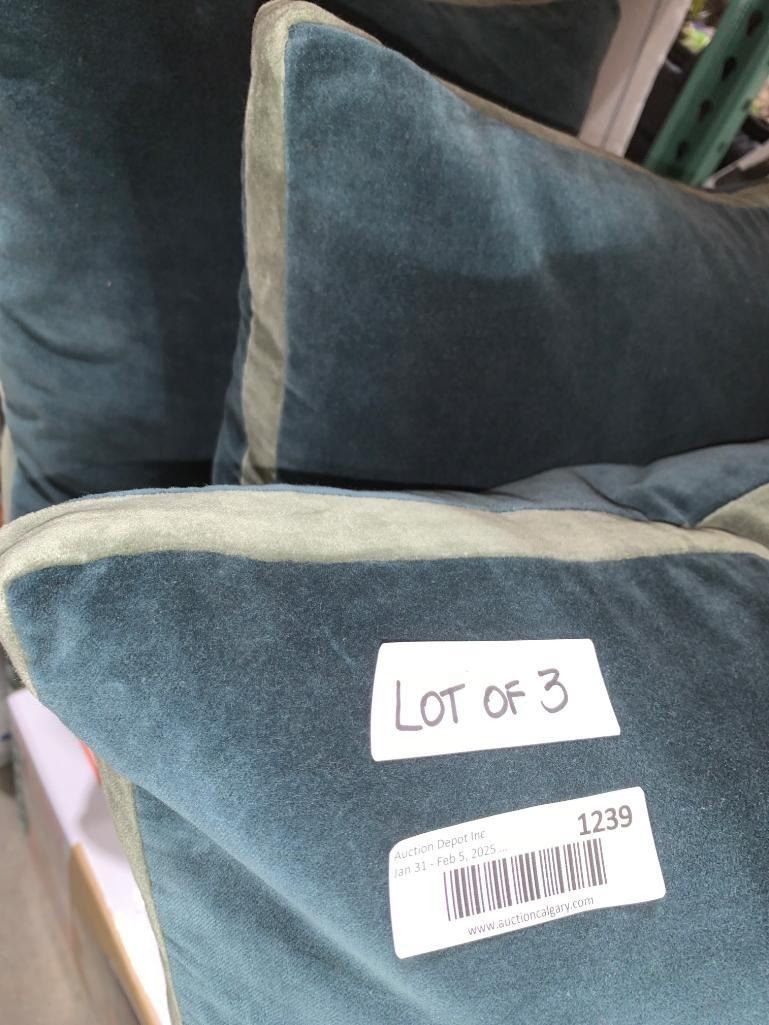 LOT OF 3
Auction Depot Inc
1239
Jan 31 - Feb 5, 2025 ...
www.auctioncalgary.com